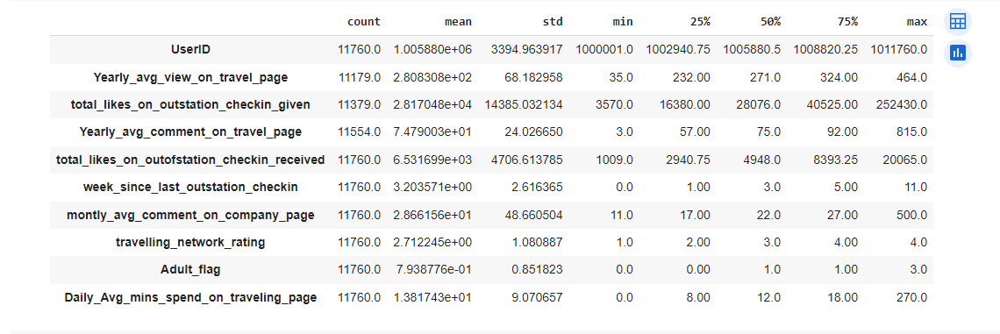 count mean std min 25% 50% 75% max
UserID 11760.0 1.005880e+06 3394.963917 1000001.0 1002940.75 1005880.5 1008820.25 1011760.0
Yearly_avg_view_on_travel_page 11179.0 2.808308e+02 68.182958 35.0 232.00 271.0 324.00 464.0
total_likes_on_outstation_checkin_given 11379.0 2.817048e+04 14385.032134 3570.0 16380.00 28076.0 40525.00 252430.0
Yearly_avg_comment_on_travel_page 11554.0 7.479003e+01 24.026650 3.0 57.00 75.0 92.00 815.0
total_likes_on_outofstation_checkin_received 11760.0 6.531699e+03 4706.613785 1009.0 2940.75 4948.0 8393.25 20065.0
week_since_last_outstation_checkin 11760.0 3.203571e+00 2.616365 0.0 1.00 3.0 5.00 11.0
montly_avg_comment_on_company_page 11760.0 2.866156e+01 48.660504 11.0 17.00 22.0 27.00 500.0
travelling_network_rating 11760.0 2.712245e+00 1.080887 1.0 2.00 3.0 4.00 4.0
Adult_flag 11760.0 7.938776e-01 0.851823 0.0 0.00 1.0 1.00 3.0
Daily_Avg_mins_spend_on_traveling_page 11760.0 1.381743e+01 9.070657 0.0 8.00 12.0 18.00 270.0